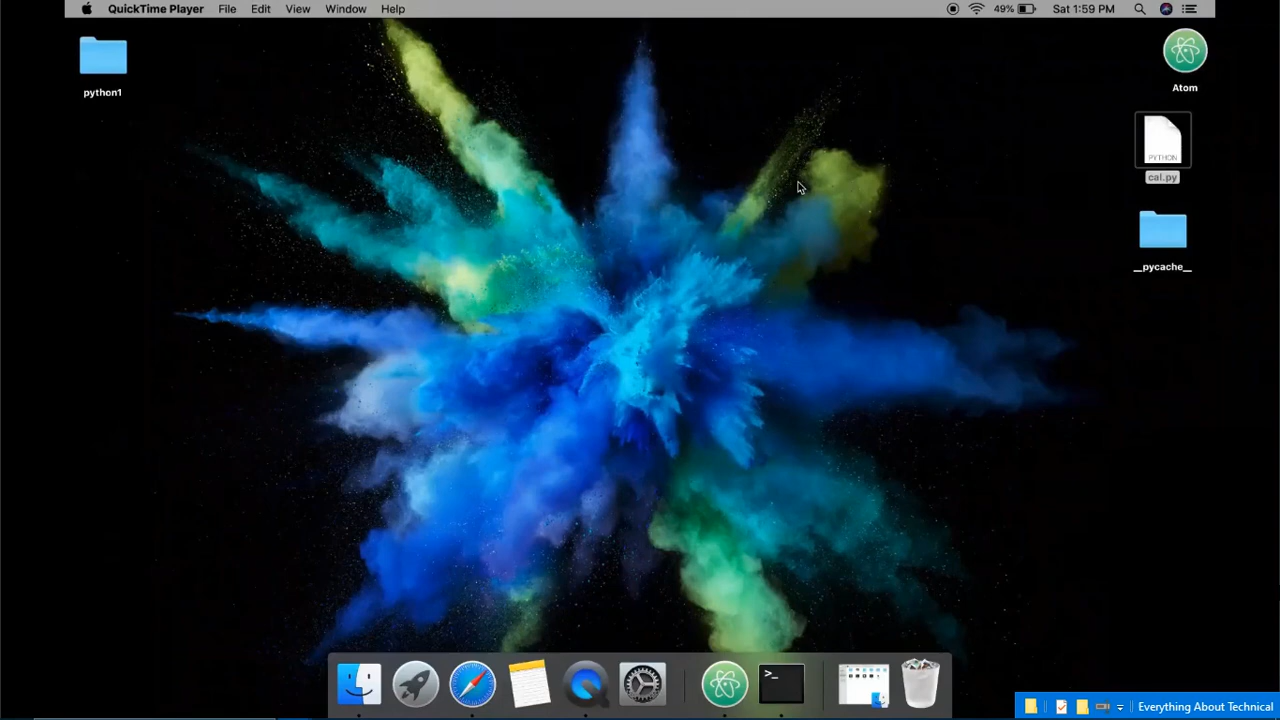 QuickTime Player File Edit View Window Help 49% Sat 1:59 PM
python1
Atom
PYTHON
cal.py
__pycache__
>_
Everything About Technical